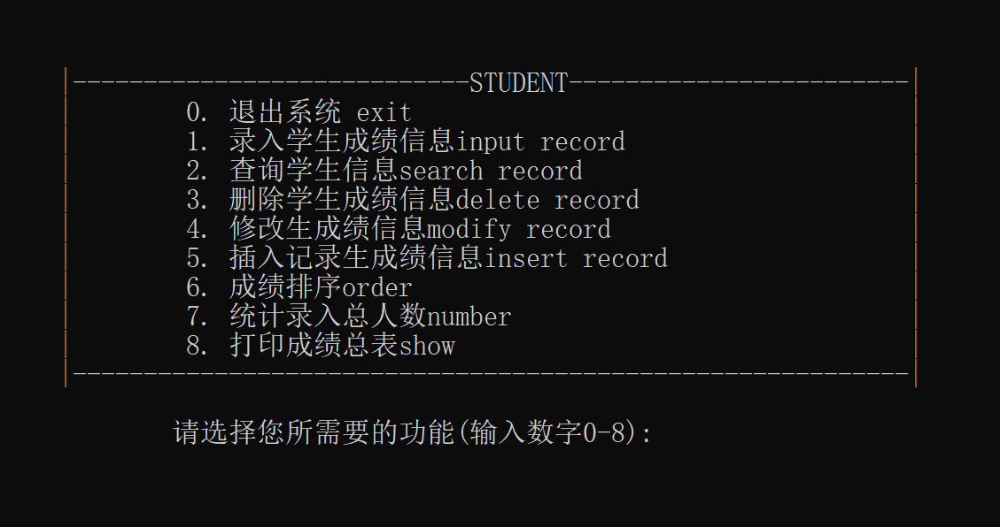 |----------------------------STUDENT------------------------|
|        0. 退出系统 exit                                   |
|        1. 录入学生成绩信息input record                    |
|        2. 查询学生信息search record                       |
|        3. 删除学生成绩信息delete record                   |
|        4. 修改生成绩信息modify record                     |
|        5. 插入记录生成绩信息insert record                 |
|        6. 成绩排序order                                   |
|        7. 统计录入总人数number                            |
|        8. 打印成绩总表show                                |
|-----------------------------------------------------------|
请选择您所需要的功能(输入数字0-8):